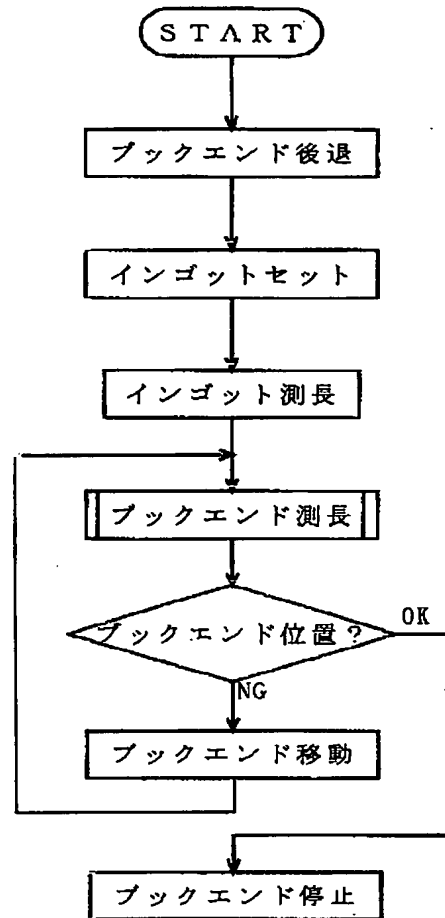 START
ブックエンド後退
インゴットセット
インゴット測長
ブックエンド測長
ブックエンド位置?
OK
NG
ブックエンド移動
ブックエンド停止